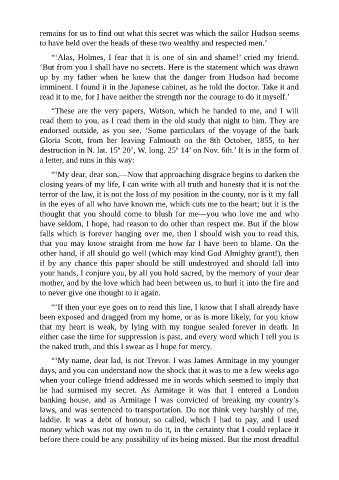 remains for us to find out what this secret was which the sailor Hudson seems
to have held over the heads of these two wealthy and respected men.’
“‘Alas, Holmes, I fear that it is one of sin and shame!’ cried my friend.
‘But from you I shall have no secrets. Here is the statement which was drawn
up by my father when he knew that the danger from Hudson had become
imminent. I found it in the Japanese cabinet, as he told the doctor. Take it and
read it to me, for I have neither the strength nor the courage to do it myself.’
“These are the very papers, Watson, which he handed to me, and I will
read them to you, as I read them in the old study that night to him. They are
endorsed outside, as you see, ‘Some particulars of the voyage of the bark
Gloria Scott, from her leaving Falmouth on the 8th October, 1855, to her
destruction in N. lat. 15º 20’, W. long. 25º 14’ on Nov. 6th.’ It is in the form of
a letter, and runs in this way:
“‘My dear, dear son,—Now that approaching disgrace begins to darken the
closing years of my life, I can write with all truth and honesty that it is not the
terror of the law, it is not the loss of my position in the county, nor is it my fall
in the eyes of all who have known me, which cuts me to the heart; but it is the
thought that you should come to blush for me—you who love me and who
have seldom, I hope, had reason to do other than respect me. But if the blow
falls which is forever hanging over me, then I should wish you to read this,
that you may know straight from me how far I have been to blame. On the
other hand, if all should go well (which may kind God Almighty grant!), then
if by any chance this paper should be still undestroyed and should fall into
your hands, I conjure you, by all you hold sacred, by the memory of your dear
mother, and by the love which had been between us, to hurl it into the fire and
to never give one thought to it again.
“‘If then your eye goes on to read this line, I know that I shall already have
been exposed and dragged from my home, or as is more likely, for you know
that my heart is weak, by lying with my tongue sealed forever in death. In
either case the time for suppression is past, and every word which I tell you is
the naked truth, and this I swear as I hope for mercy.
“‘My name, dear lad, is not Trevor. I was James Armitage in my younger
days, and you can understand now the shock that it was to me a few weeks ago
when your college friend addressed me in words which seemed to imply that
he had surmised my secret. As Armitage it was that I entered a London
banking house, and as Armitage I was convicted of breaking my country’s
laws, and was sentenced to transportation. Do not think very harshly of me,
laddie. It was a debt of honour, so called, which I had to pay, and I used
money which was not my own to do it, in the certainty that I could replace it
before there could be any possibility of its being missed. But the most dreadful